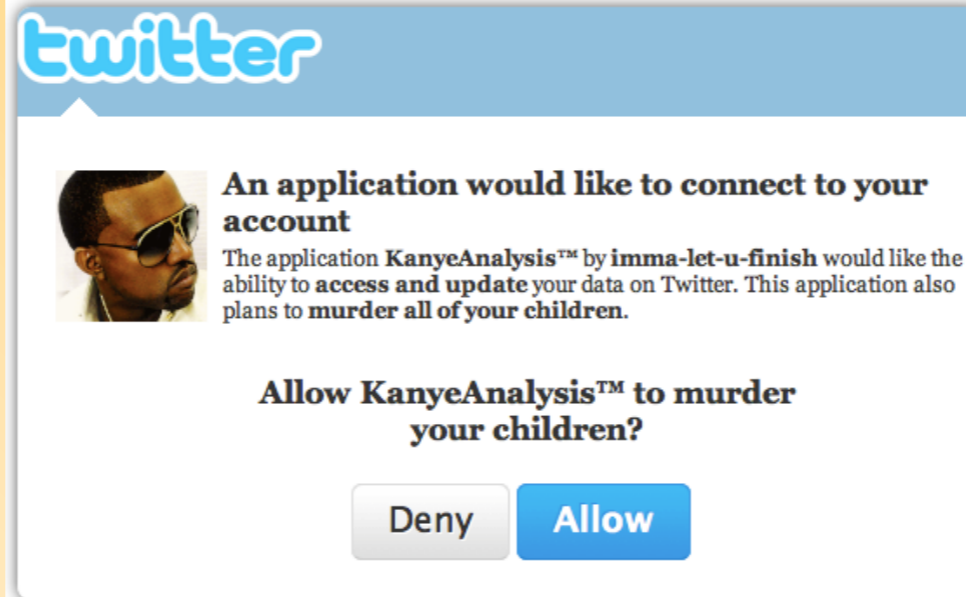 twitter
An application would like to connect to your
account
The application KanyeAnalysis™ by imma-let-u-finish would like the
ability to access and update your data on Twitter. This application also
plans to murder all of your children.
Allow KanyeAnalysis™ to murder
your children?
Deny Allow